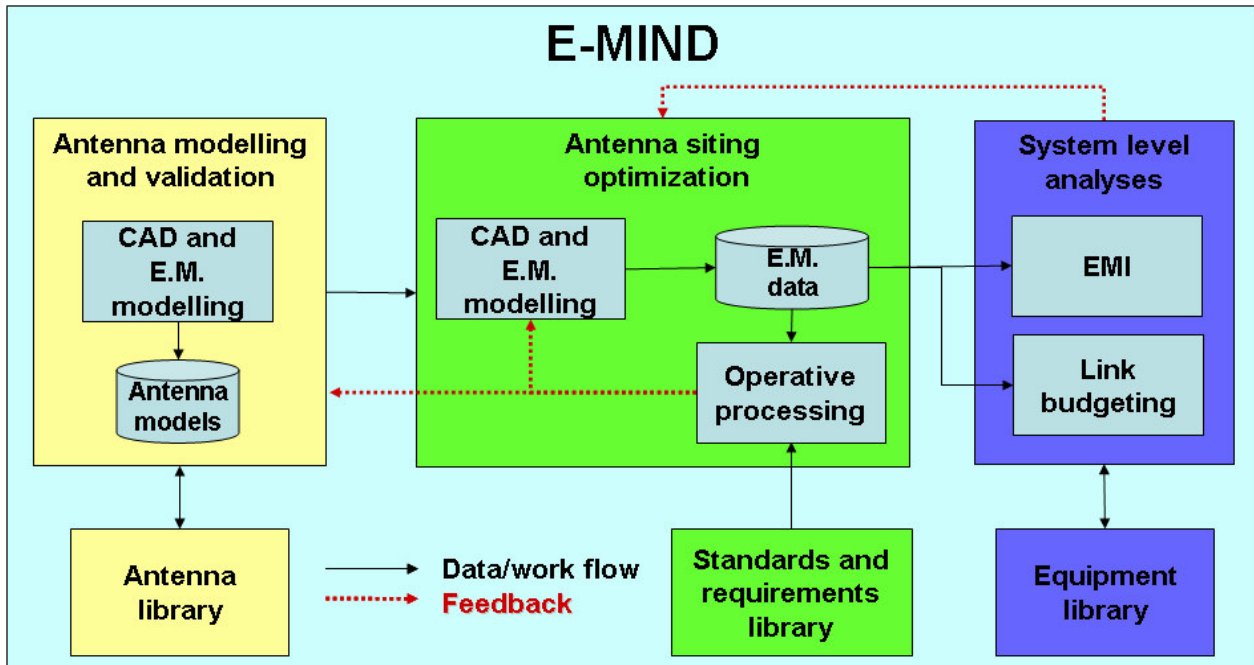 E-MIND
Antenna modelling
and validation
CAD and
E.M.
modelling
Antenna
models
Antenna siting
optimization
CAD and
E.M.
modelling
E.M.
data
Operative
processing
System level
analyses
EMI
Link
budgeting
Antenna
library
Data/work flow
Feedback
Standards and
requirements
library
Equipment
library